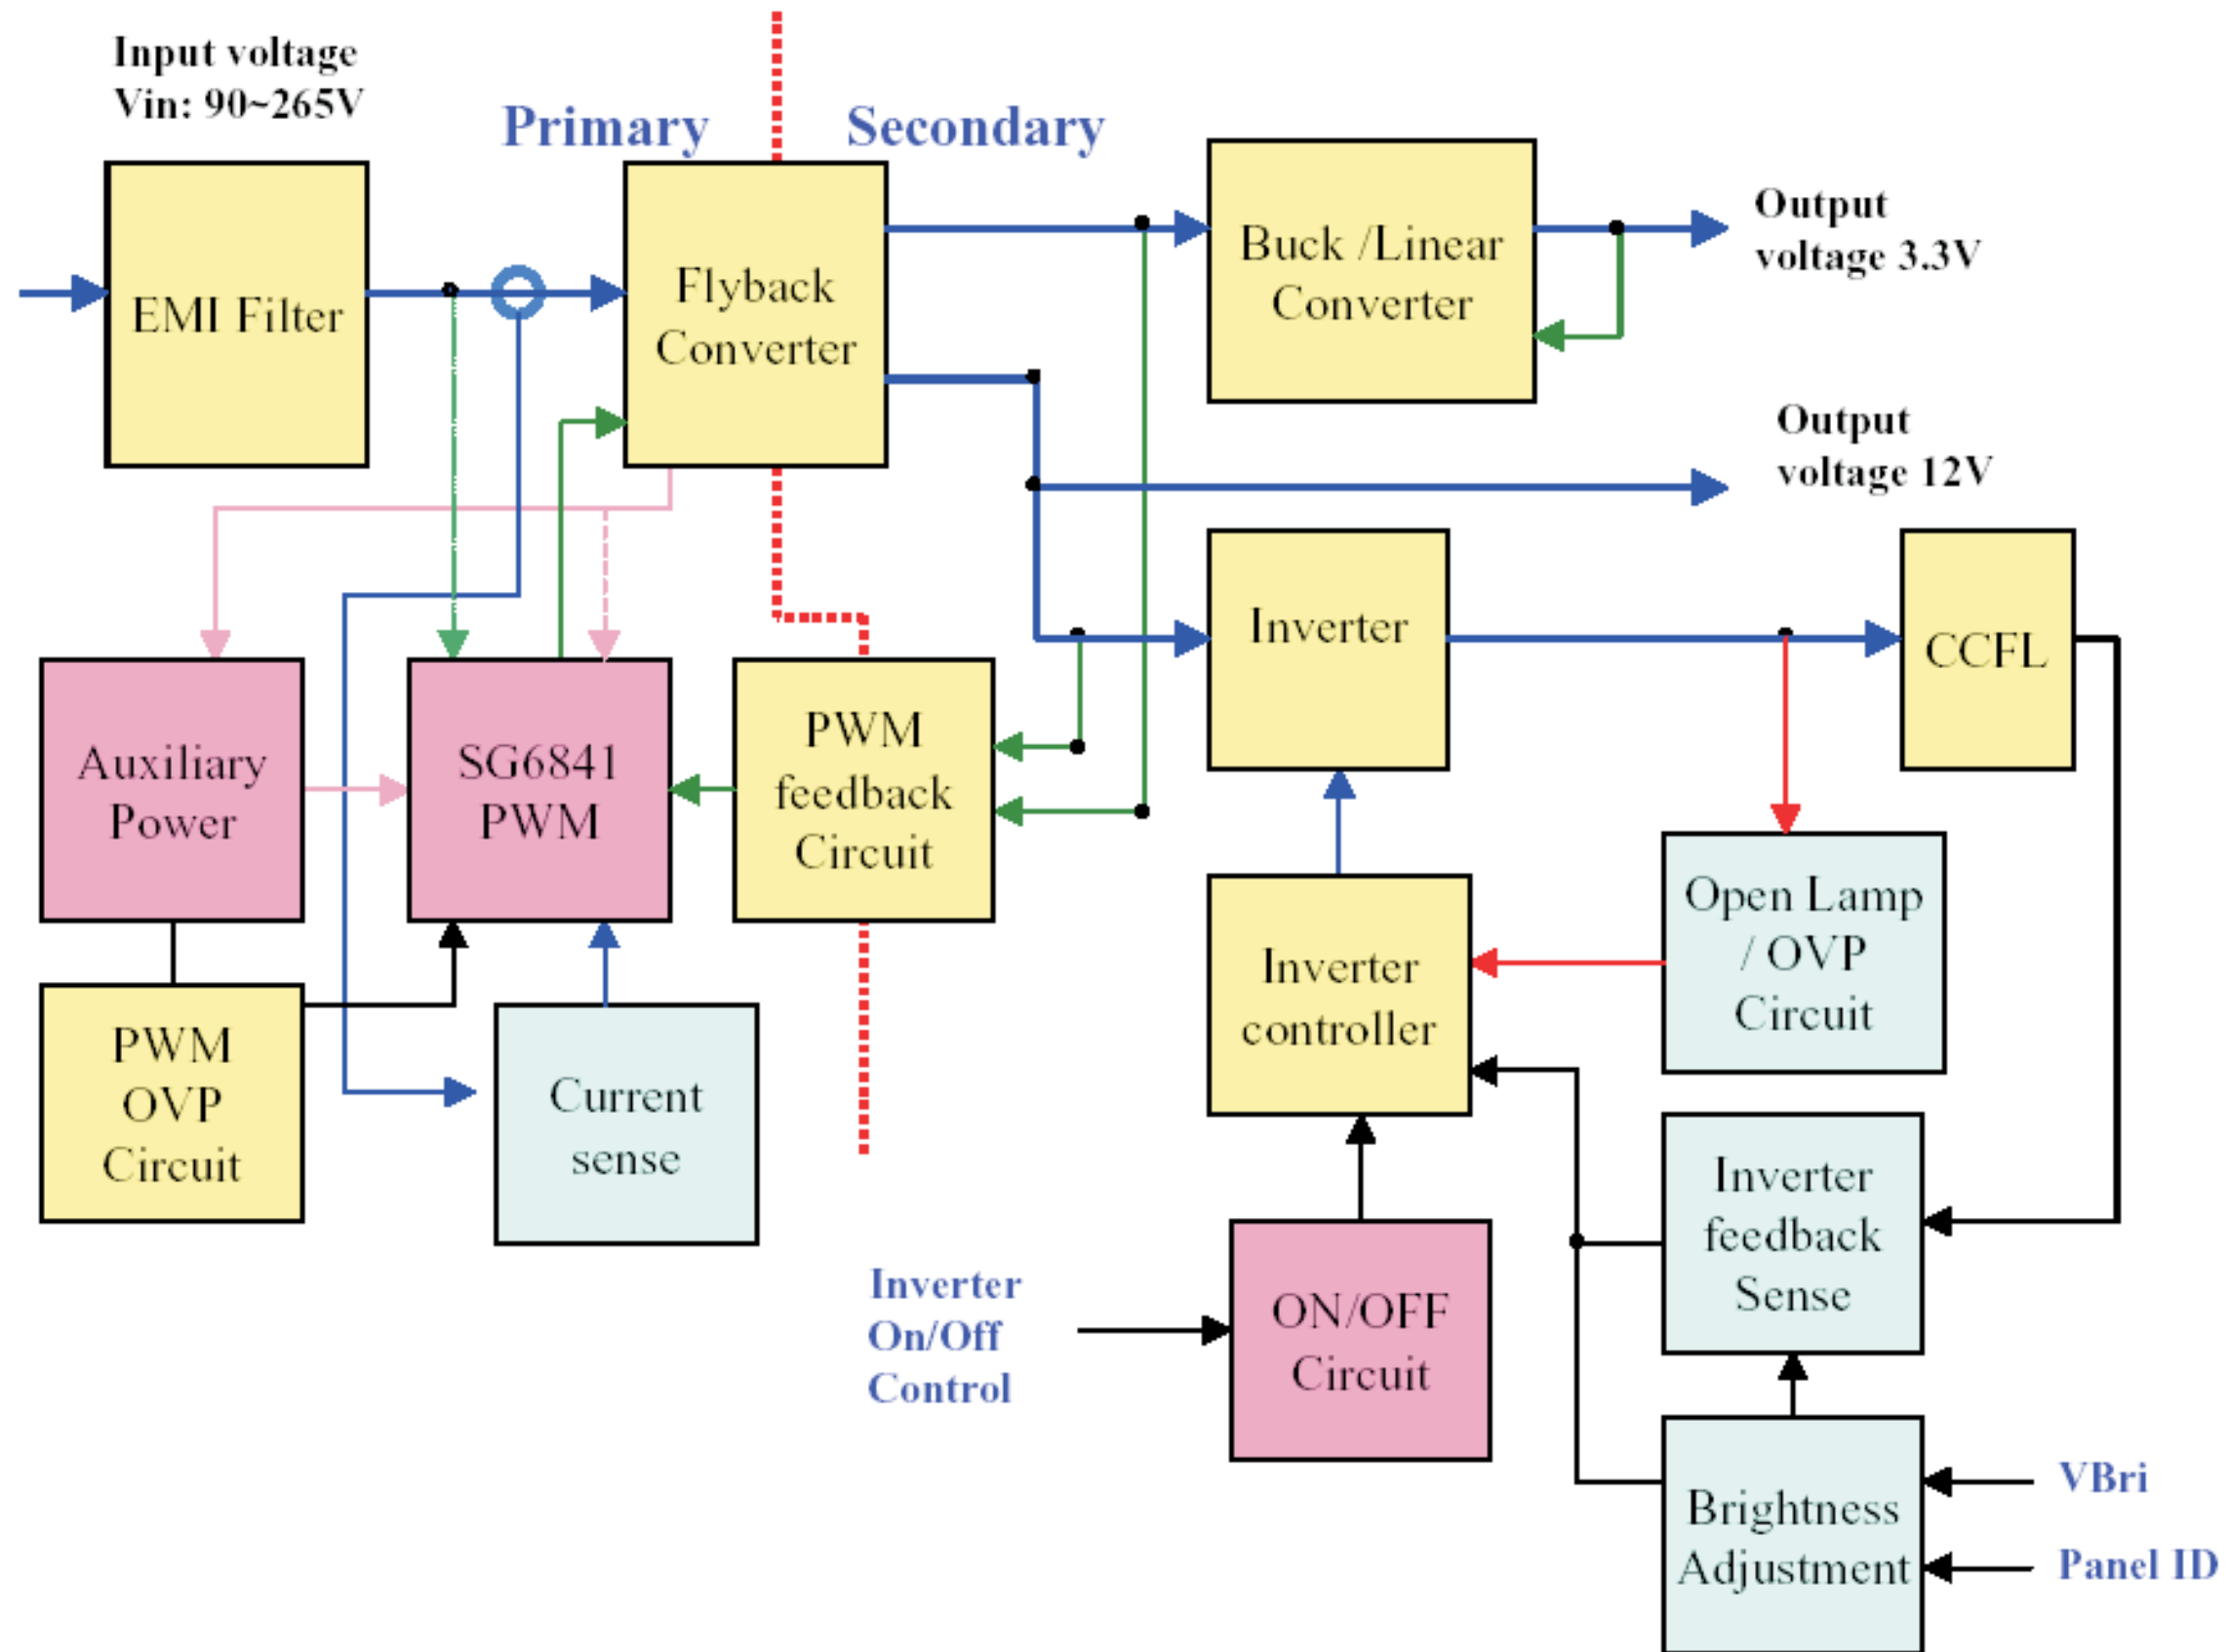 Input voltage
Vin: 90~265V
Primary
Secondary
EMI Filter
Flyback
Converter
Buck /Linear
Converter
Output
voltage 3.3V
Output
voltage 12V
Auxiliary
Power
SG6841
PWM
PWM
feedback
Circuit
Inverter
CCFL
PWM
OVP
Circuit
Current
sense
Inverter
controller
Open Lamp
/ OVP
Circuit
Inverter
feedback
Sense
Inverter
On/Off
Control
ON/OFF
Circuit
Brightness
Adjustment
VBri
Panel ID